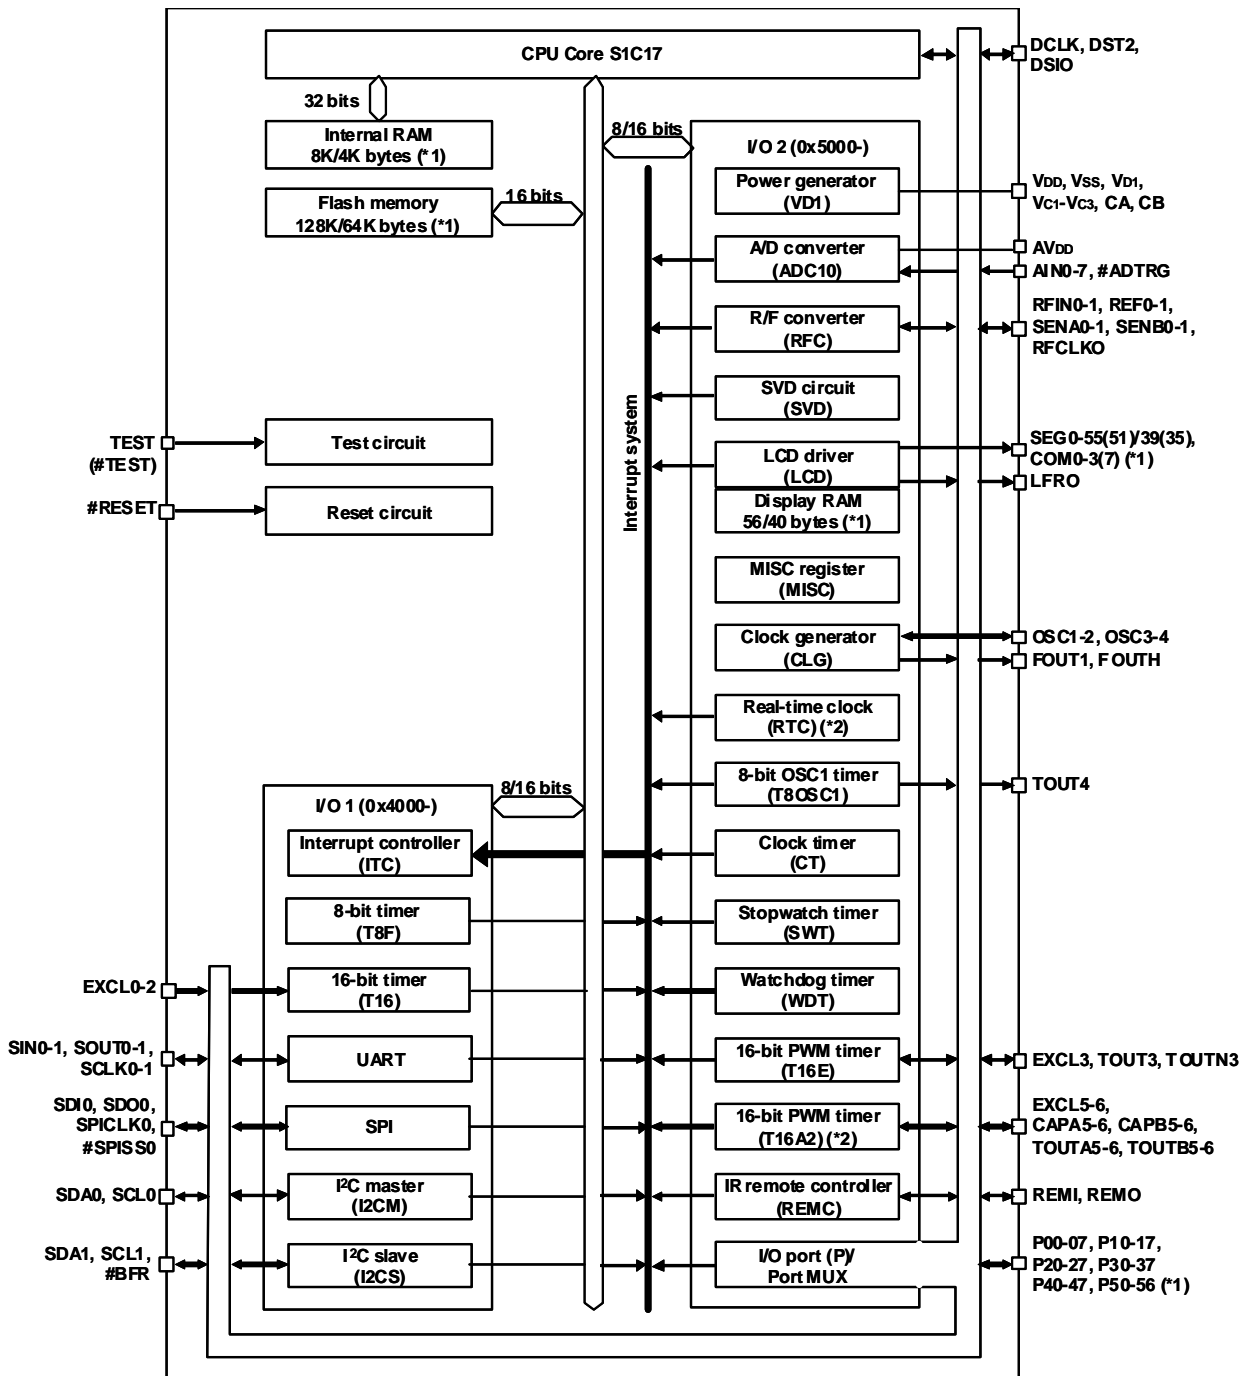 CPU Core S1C17
DCLK, DST2,
DSIO
32 bits
Internal RAM
8K/4K bytes (*1)
8/16 bits
I/O 2 (0x5000-)
Flash memory
128K/64K bytes (*1)
16 bits
Power generator
(VD1)
VDD, VSS, VD1,
VC1-VC3, CA, CB
A/D converter
(ADC10)
AVDD
AIN0-7, #ADTRG
R/F converter
(RFC)
RFIN0-1, REF0-1,
SENA0-1, SENB0-1,
RFCLKO
SVD circuit
(SVD)
Interrupt system
TEST
(#TEST)
Test circuit
LCD driver
(LCD)
SEG0-55(51)/39(35),
COM0-3(7) (*1)
LFRO
#RESET
Reset circuit
Display RAM
56/40 bytes (*1)
MISC register
(MISC)
Clock generator
(CLG)
OSC1-2, OSC3-4
FOUT1, FOUTH
Real-time clock
(RTC) (*2)
8-bit OSC1 timer
(T8OSC1)
TOUT4
I/O 1 (0x4000-)
8/16 bits
Interrupt controller
(ITC)
Clock timer
(CT)
8-bit timer
(T8F)
Stopwatch timer
(SWT)
EXCL0-2
16-bit timer
(T16)
Watchdog timer
(WDT)
SIN0-1, SOUT0-1,
SCLK0-1
UART
16-bit PWM timer
(T16E)
EXCL3, TOUT3, TOUTN3
SDI0, SDO0,
SPICLK0,
#SPISS0
SPI
16-bit PWM timer
(T16A2) (*2)
EXCL5-6,
CAPA5-6, CAPB5-6,
TOUTA5-6, TOUTB5-6
SDA0, SCL0
I²C master
(I2CM)
IR remote controller
(REMC)
REMI, REMO
SDA1, SCL1,
#BFR
I²C slave
(I2CS)
I/O port (P)/
Port MUX
P00-07, P10-17,
P20-27, P30-37
P40-47, P50-56 (*1)